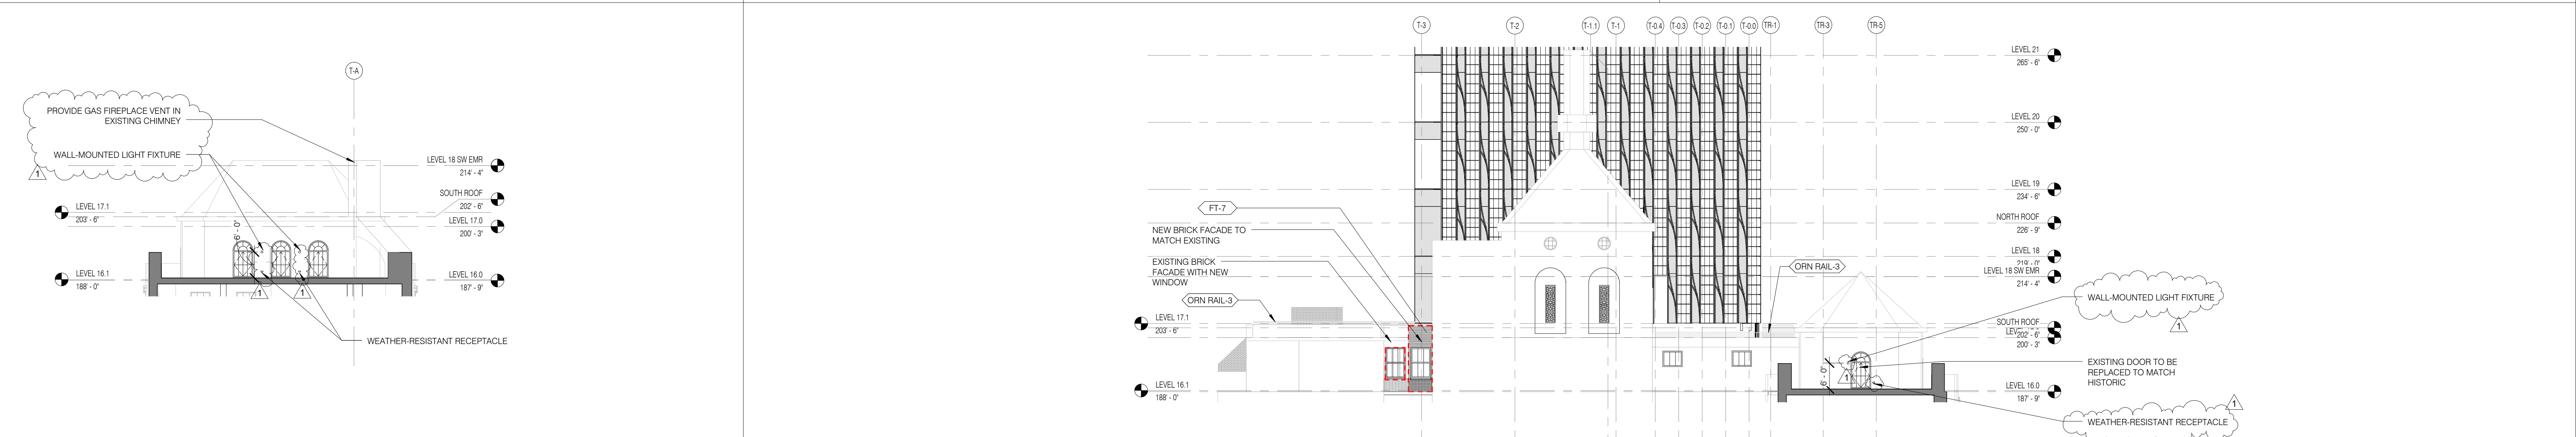 T-A
PROVIDE GAS FIREPLACE VENT IN
EXISTING CHIMNEY
WALL-MOUNTED LIGHT FIXTURE
1
LEVEL 18 SW EMR
214' - 4"
SOUTH ROOF
202' - 6"
LEVEL 17.1
203' - 6"
LEVEL 17.0
200' - 3"
6' - 0"
LEVEL 16.1
188' - 0"
LEVEL 16.0
187' - 9"
1
1
WEATHER-RESISTANT RECEPTACLE
T-3
T-2
T-1.1
T-1
T-0.4
T-0.3
T-0.2
T-0.1
T-0.0
TR-1
TR-3
TR-5
LEVEL 21
265' - 6"
LEVEL 20
250' - 0"
LEVEL 19
234' - 6"
NORTH ROOF
226' - 9"
LEVEL 18
219' - 0"
LEVEL 18 SW EMR
214' - 4"
SOUTH ROOF
202' - 6"
200' - 3"
LEVEL 16.0
187' - 9"
FT-7
NEW BRICK FACADE TO
MATCH EXISTING
EXISTING BRICK
FACADE WITH NEW
WINDOW
ORN RAIL-3
LEVEL 17.1
203' - 6"
LEVEL 16.1
188' - 0"
ORN RAIL-3
6' - 0"
1
WALL-MOUNTED LIGHT FIXTURE
1
EXISTING DOOR TO BE
REPLACED TO MATCH
HISTORIC
1
WEATHER-RESISTANT RECEPTACLE